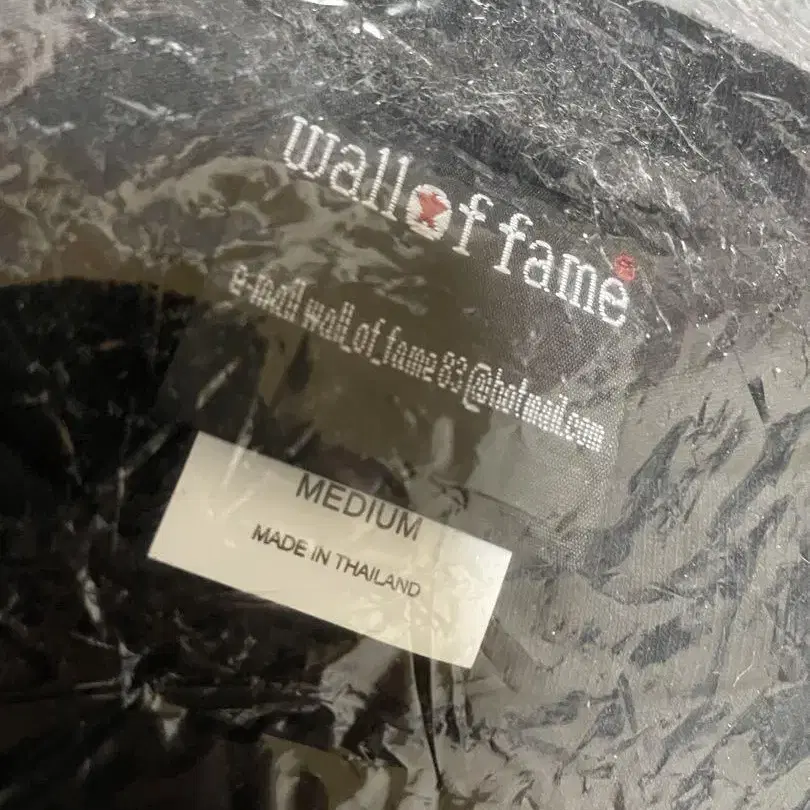 wall of fame
e-mail wall_of_fame83@hotmail.com
MEDIUM
MADE IN THAILAND